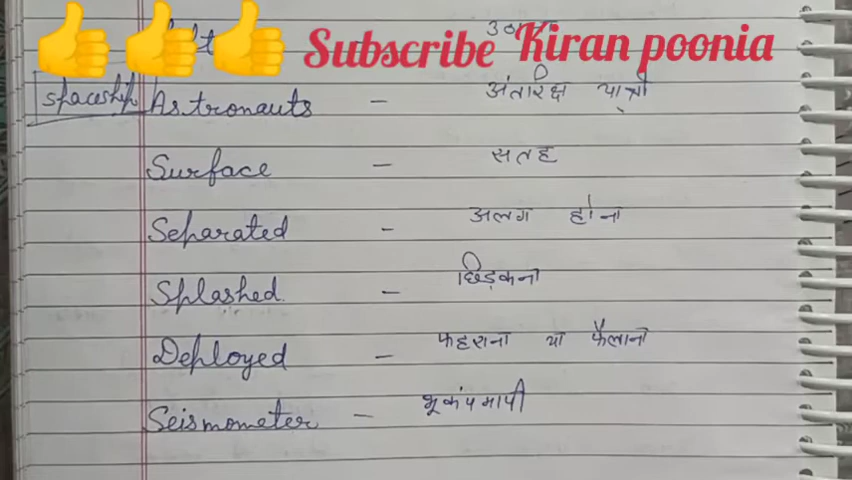 Subscribe Kiran poonia
spaceship Astronauts - अंतरिक्ष यात्री
Surface - सतह
Separated - अलग होना
Splashed - छिड़कना
Deployed - फहराना या फैलाना
Seismometer - भूकंपमापी